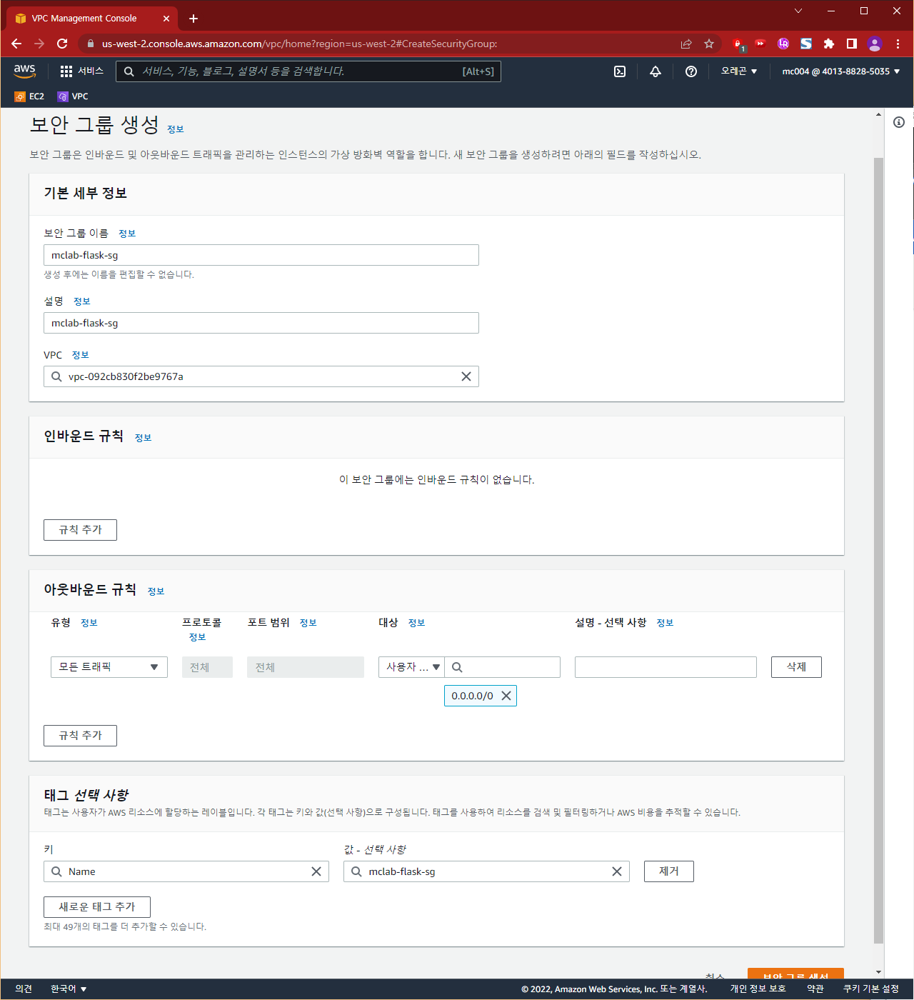 VPC Management Console
us-west-2.console.aws.amazon.com/vpc/home?region=us-west-2#CreateSecurityGroup:
1
aws
서비스
서비스, 기능, 블로그, 설명서 등을 검색합니다.
[Alt+S]
오레곤
mc004 @ 4013-8828-5035
EC2
VPC
보안 그룹 생성 정보
보안 그룹은 인바운드 및 아웃바운드 트래픽을 관리하는 인스턴스의 가상 방화벽 역할을 합니다. 새 보안 그룹을 생성하려면 아래의 필드를 작성하십시오.
기본 세부 정보
보안 그룹 이름 정보
mclab-flask-sg
생성 후에는 이름을 편집할 수 없습니다.
설명 정보
mclab-flask-sg
VPC 정보
vpc-092cb830f2be9767a
인바운드 규칙 정보
이 보안 그룹에는 인바운드 규칙이 없습니다.
규칙 추가
아웃바운드 규칙 정보
유형 정보 프로토콜 정보 포트 범위 정보 대상 정보 설명 - 선택 사항 정보
모든 트래픽 전체 전체 사용자 ... 삭제
0.0.0.0/0
규칙 추가
태그 선택 사항
태그는 사용자가 AWS 리소스에 할당하는 레이블입니다. 각 태그는 키와 값(선택 사항)으로 구성됩니다. 태그를 사용하여 리소스를 검색 및 필터링하거나 AWS 비용을 추적할 수 있습니다.
키 값 - 선택 사항
Name mclab-flask-sg 제거
새로운 태그 추가
최대 49개의 태그를 더 추가할 수 있습니다.
취소 보안 그룹 생성
의견 한국어 © 2022, Amazon Web Services, Inc. 또는 계열사. 개인 정보 보호 약관 쿠키 기본 설정